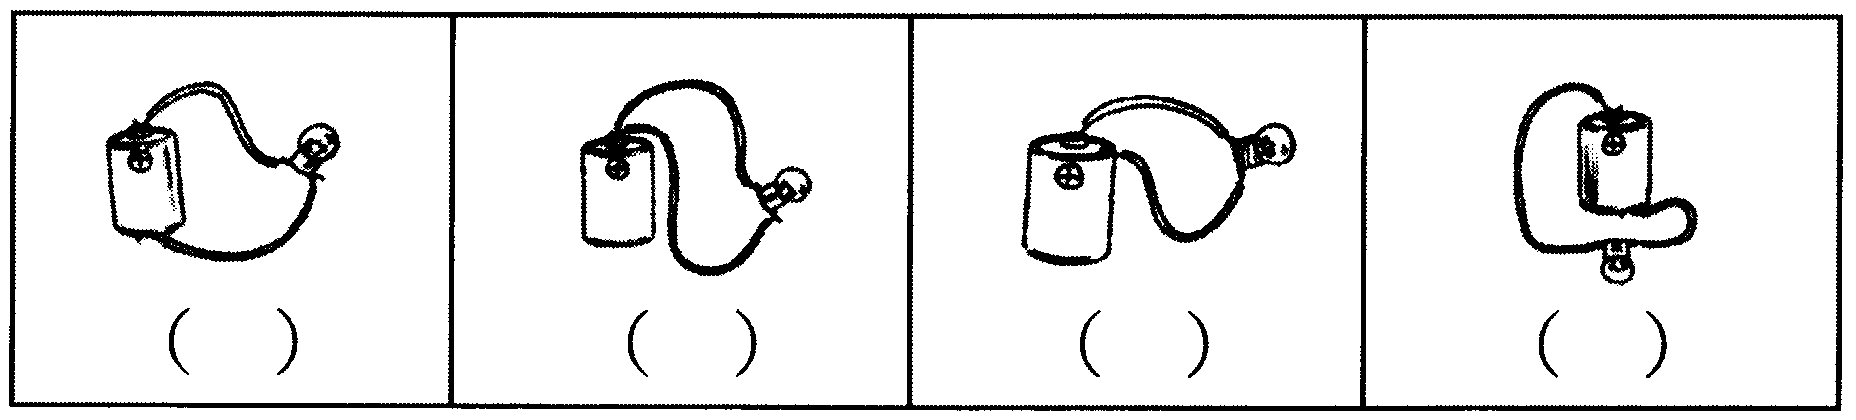 (　　) (　　) (　　) (　　)